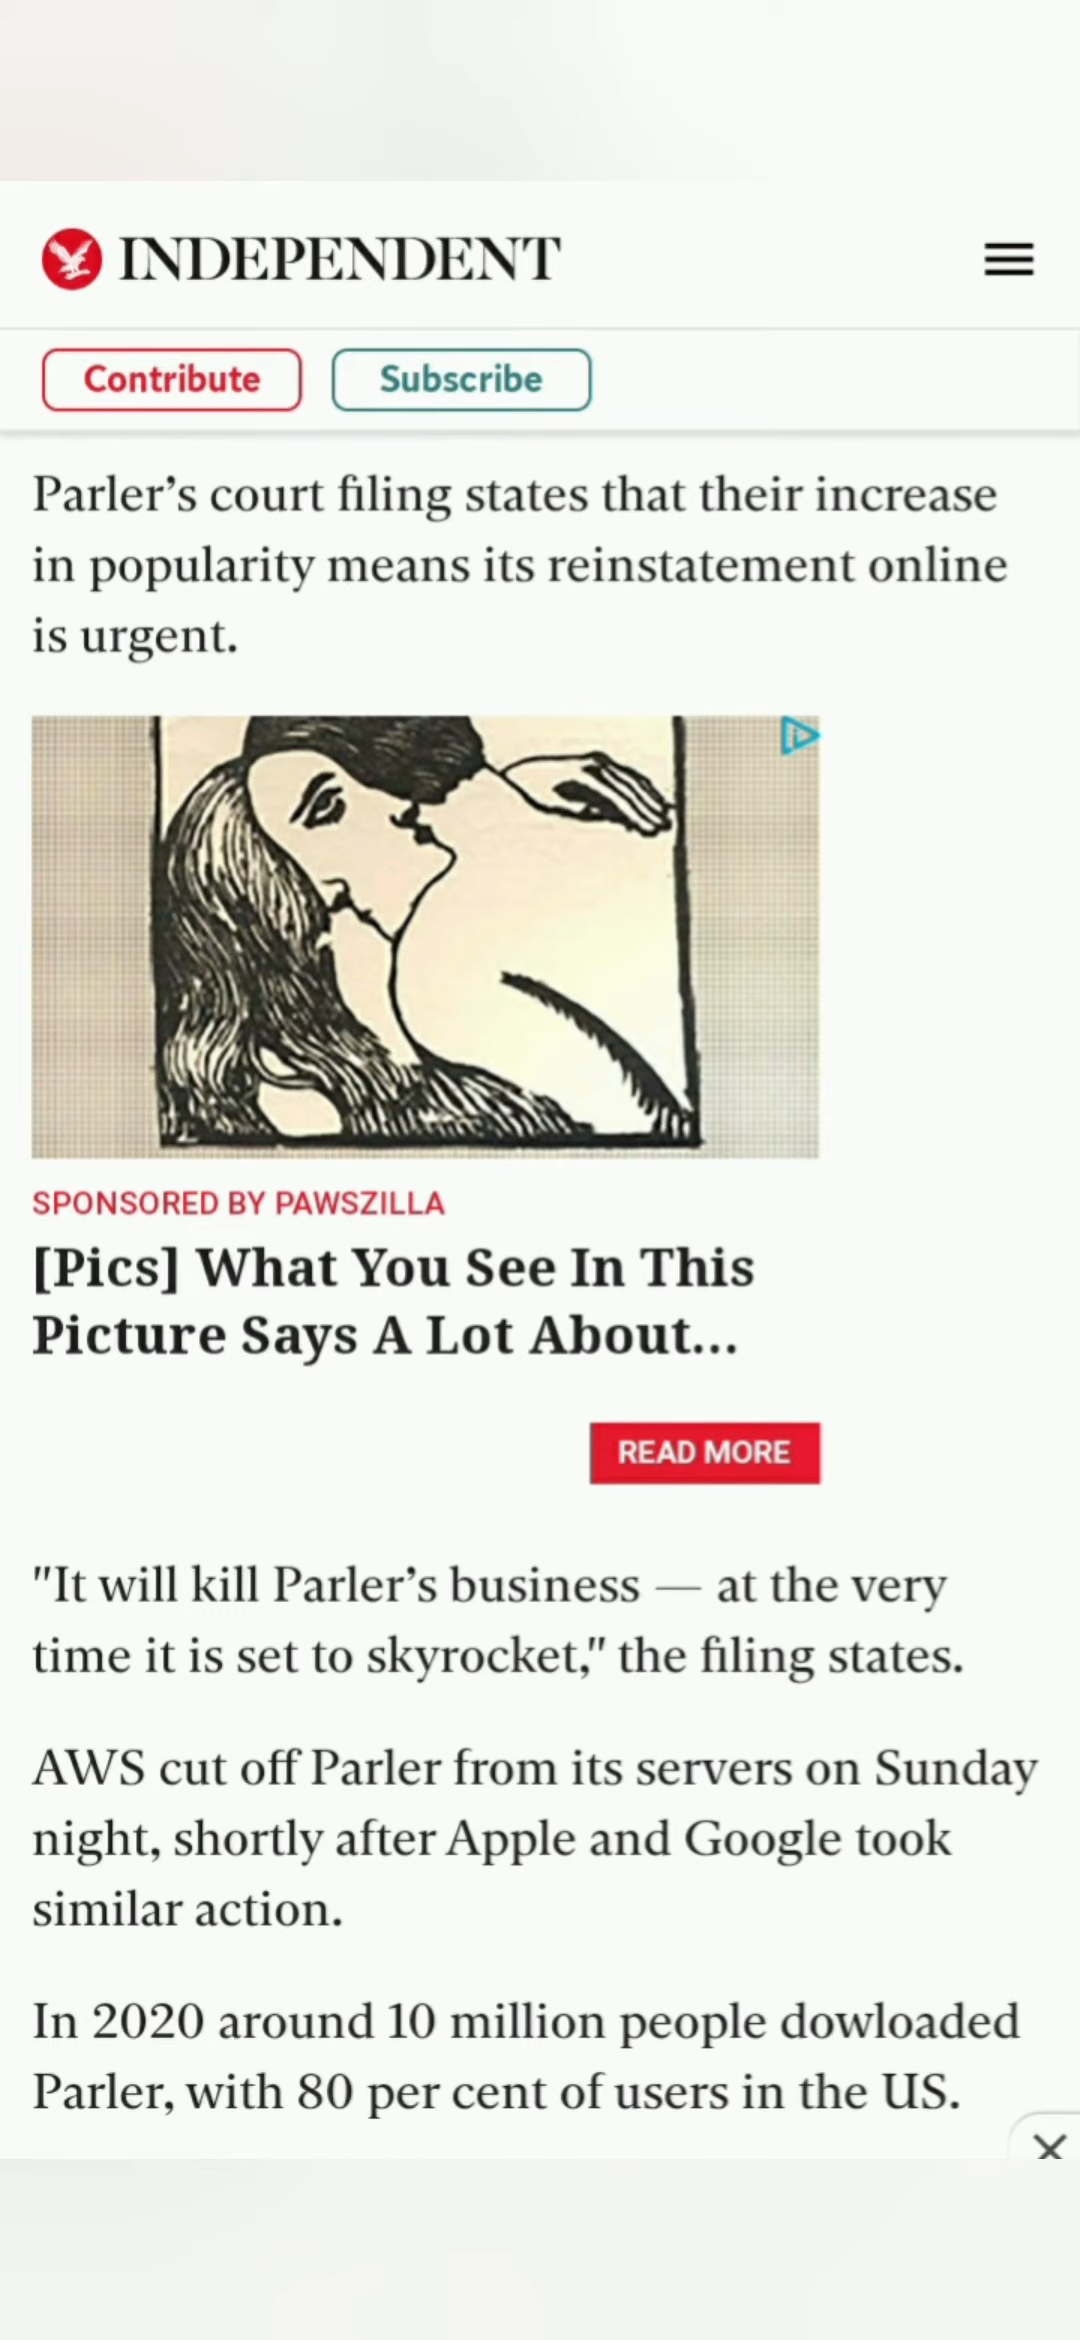 INDEPENDENT
Contribute
Subscribe
Parler’s court filing states that their increase
in popularity means its reinstatement online
is urgent.
SPONSORED BY PAWSZILLA
[Pics] What You See In This
Picture Says A Lot About...
READ MORE
"It will kill Parler’s business — at the very
time it is set to skyrocket," the filing states.
AWS cut off Parler from its servers on Sunday
night, shortly after Apple and Google took
similar action.
In 2020 around 10 million people dowloaded
Parler, with 80 per cent of users in the US.